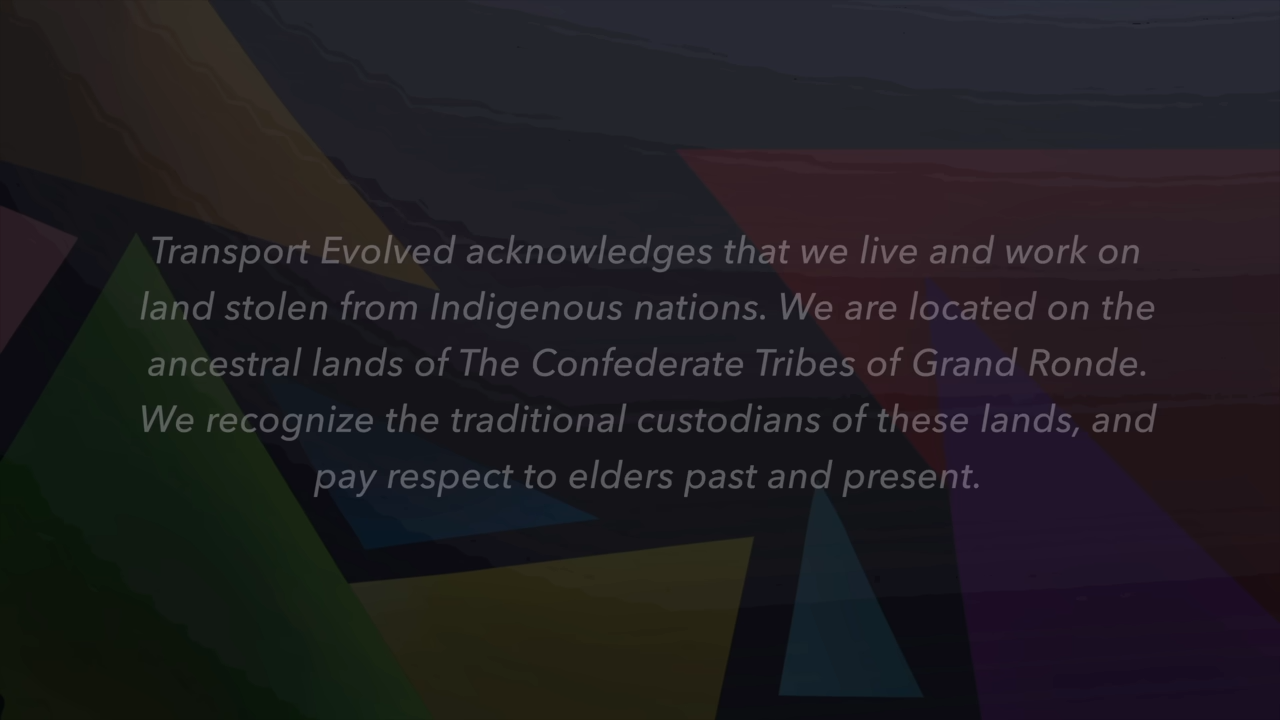 Transport Evolved acknowledges that we live and work on
land stolen from Indigenous nations. We are located on the
ancestral lands of The Confederate Tribes of Grand Ronde.
We recognize the traditional custodians of these lands, and
pay respect to elders past and present.